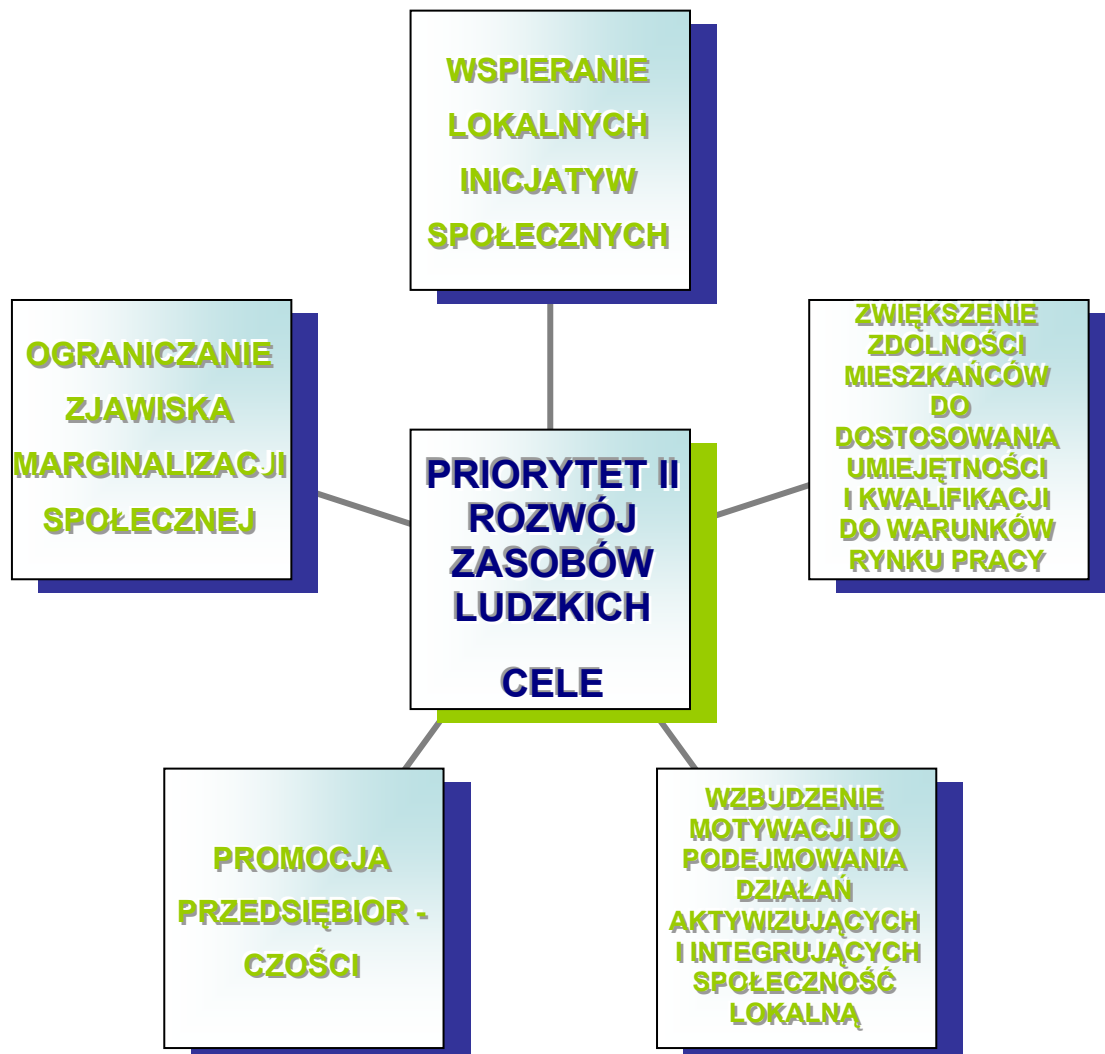 WSPIERANIE
LOKALNYCH
INICJATYW
SPOŁECZNYCH
OGRANICZANIE
ZJAWISKA
MARGINALIZACJI
SPOŁECZNEJ
ZWIĘKSZENIE
ZDOLNOŚCI
MIESZKAŃCÓW
DO
DOSTOSOWANIA
UMIEJĘTNOŚCI
I KWALIFIKACJI
DO WARUNKÓW
RYNKU PRACY
PRIORYTET II
ROZWÓJ
ZASOBÓW
LUDZKICH
CELE
PROMOCJA
PRZEDSIĘBIOR -
CZOŚCI
WZBUDZENIE
MOTYWACJI DO
PODEJMOWANIA
DZIAŁAŃ
AKTYWIZUJĄCYCH
I INTEGRUJĄCYCH
SPOŁECZNOŚĆ
LOKALNĄ